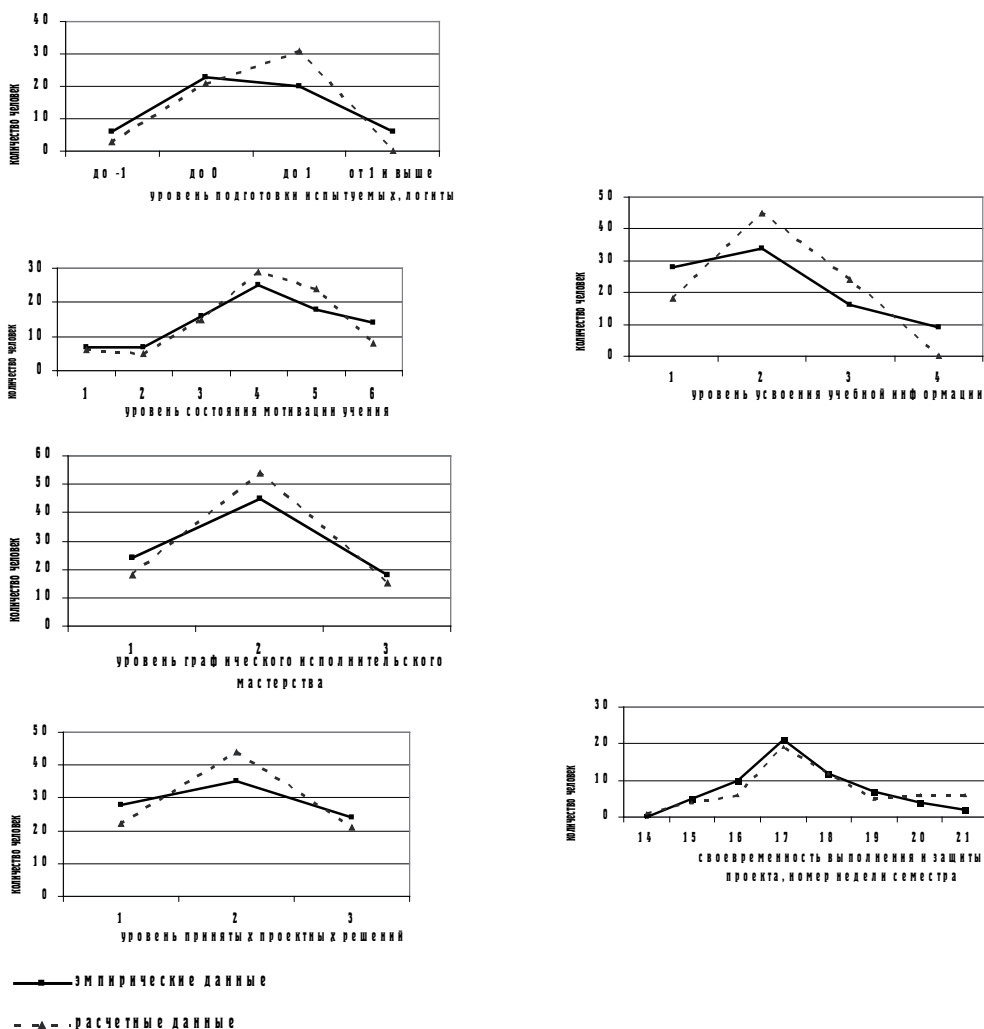 40
30
20
10
0
количество человек
до -1 до 0 до 1 от 1 и выше
уровень подготовки испытуемых, логиты
30
20
10
0
количество человек
1 2 3 4 5 6
уровень состояния мотивации учения
50
40
30
20
10
0
количество человек
1 2 3 4
уровень усвоения учебной информации
60
50
40
30
20
10
0
количество человек
1 2 3
уровень графического исполнительского
мастерства
50
40
30
20
10
0
количество человек
1 2 3
уровень принятых проектных решений
30
20
10
0
количество человек
14 15 16 17 18 19 20 21
своевременность выполнения и защиты
проекта, номер недели семестра
эмпирические данные
расчетные данные